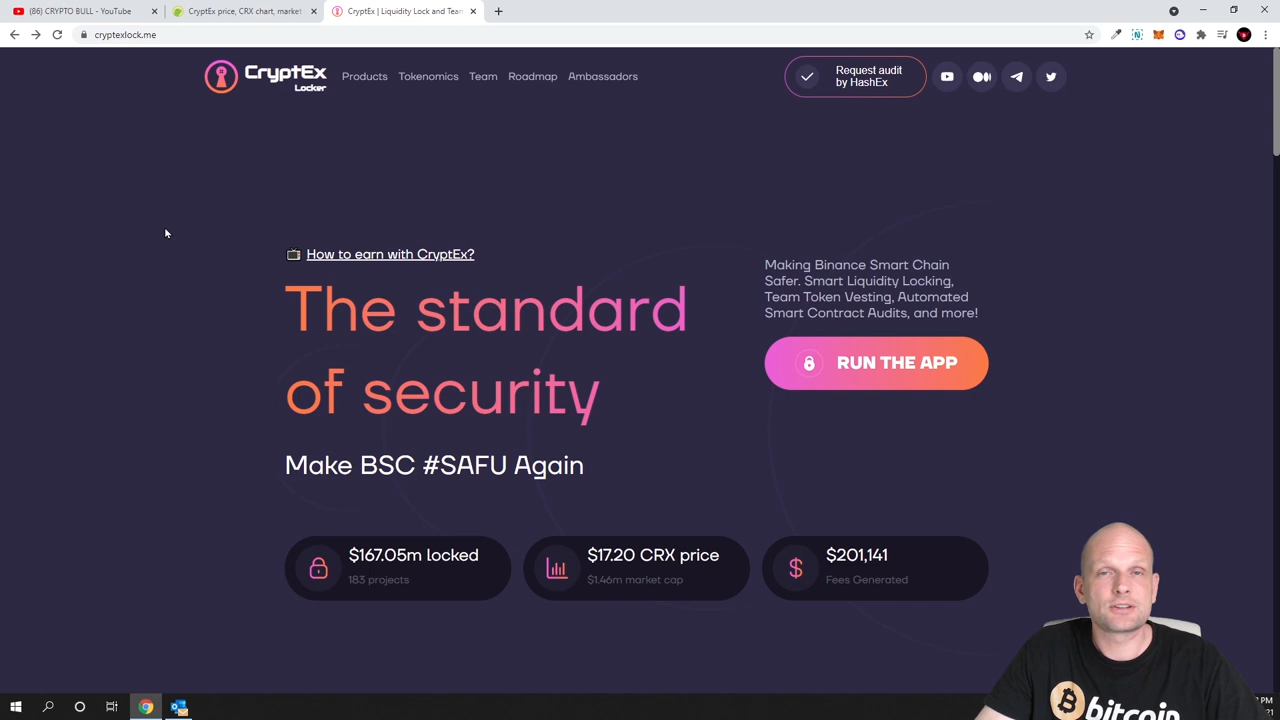 (86) CRYPTO BULL - YouTube
CryptEx price, CRX chart, market
CryptEx | Liquidity Lock and Tean
cryptexlock.me
CryptEx
Locker
Products
Tokenomics
Team
Roadmap
Ambassadors
Request audit
by HashEx
How to earn with CryptEx?
The standard
of security
Make BSC #SAFU Again
Making Binance Smart Chain
Safer. Smart Liquidity Locking,
Team Token Vesting, Automated
Smart Contract Audits, and more!
RUN THE APP
$167.05m locked
183 projects
$17.20 CRX price
$1.46m market cap
$201,141
Fees Generated
bitcoin
PM